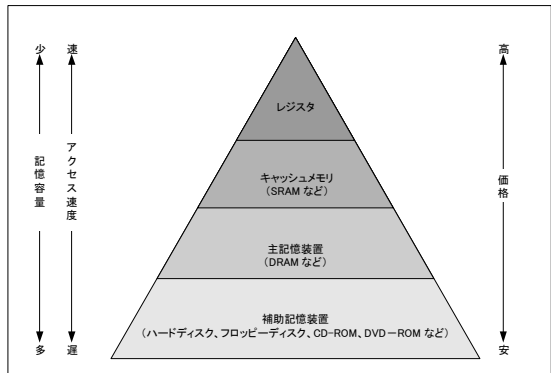 少
速
高
レジスタ
記憶容量
アクセス速度
価格
キャッシュメモリ
(SRAM など)
主記憶装置
(DRAM など)
補助記憶装置
(ハードディスク、フロッピーディスク、CD-ROM、DVD－ROM など)
多
遅
安